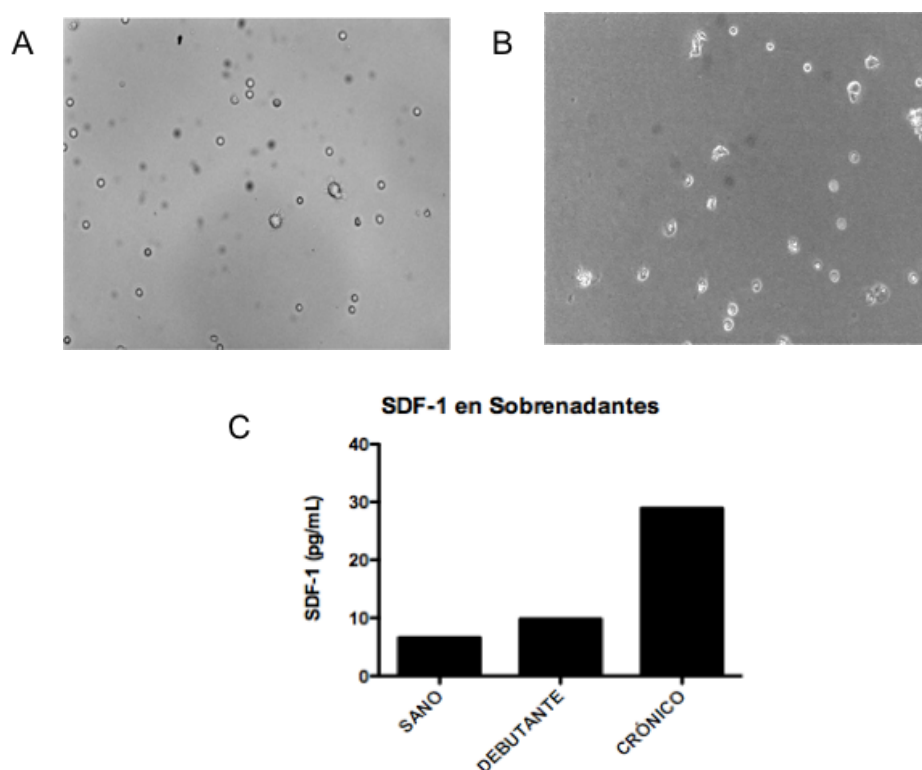 A
B
C
SDF-1 en Sobrenadantes
SDF-1 (pg/mL)
40
30
20
10
0
SANO
DEBUTANTE
CRÓNICO